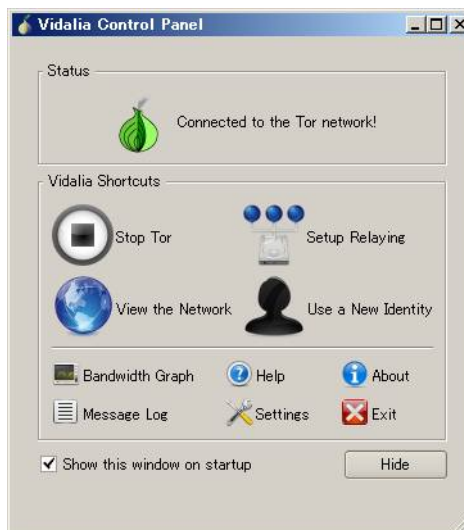 Vidalia Control Panel
Status
Connected to the Tor network!
Vidalia Shortcuts
Stop Tor
Setup Relaying
View the Network
Use a New Identity
Bandwidth Graph
Help
About
Message Log
Settings
Exit
Show this window on startup
Hide